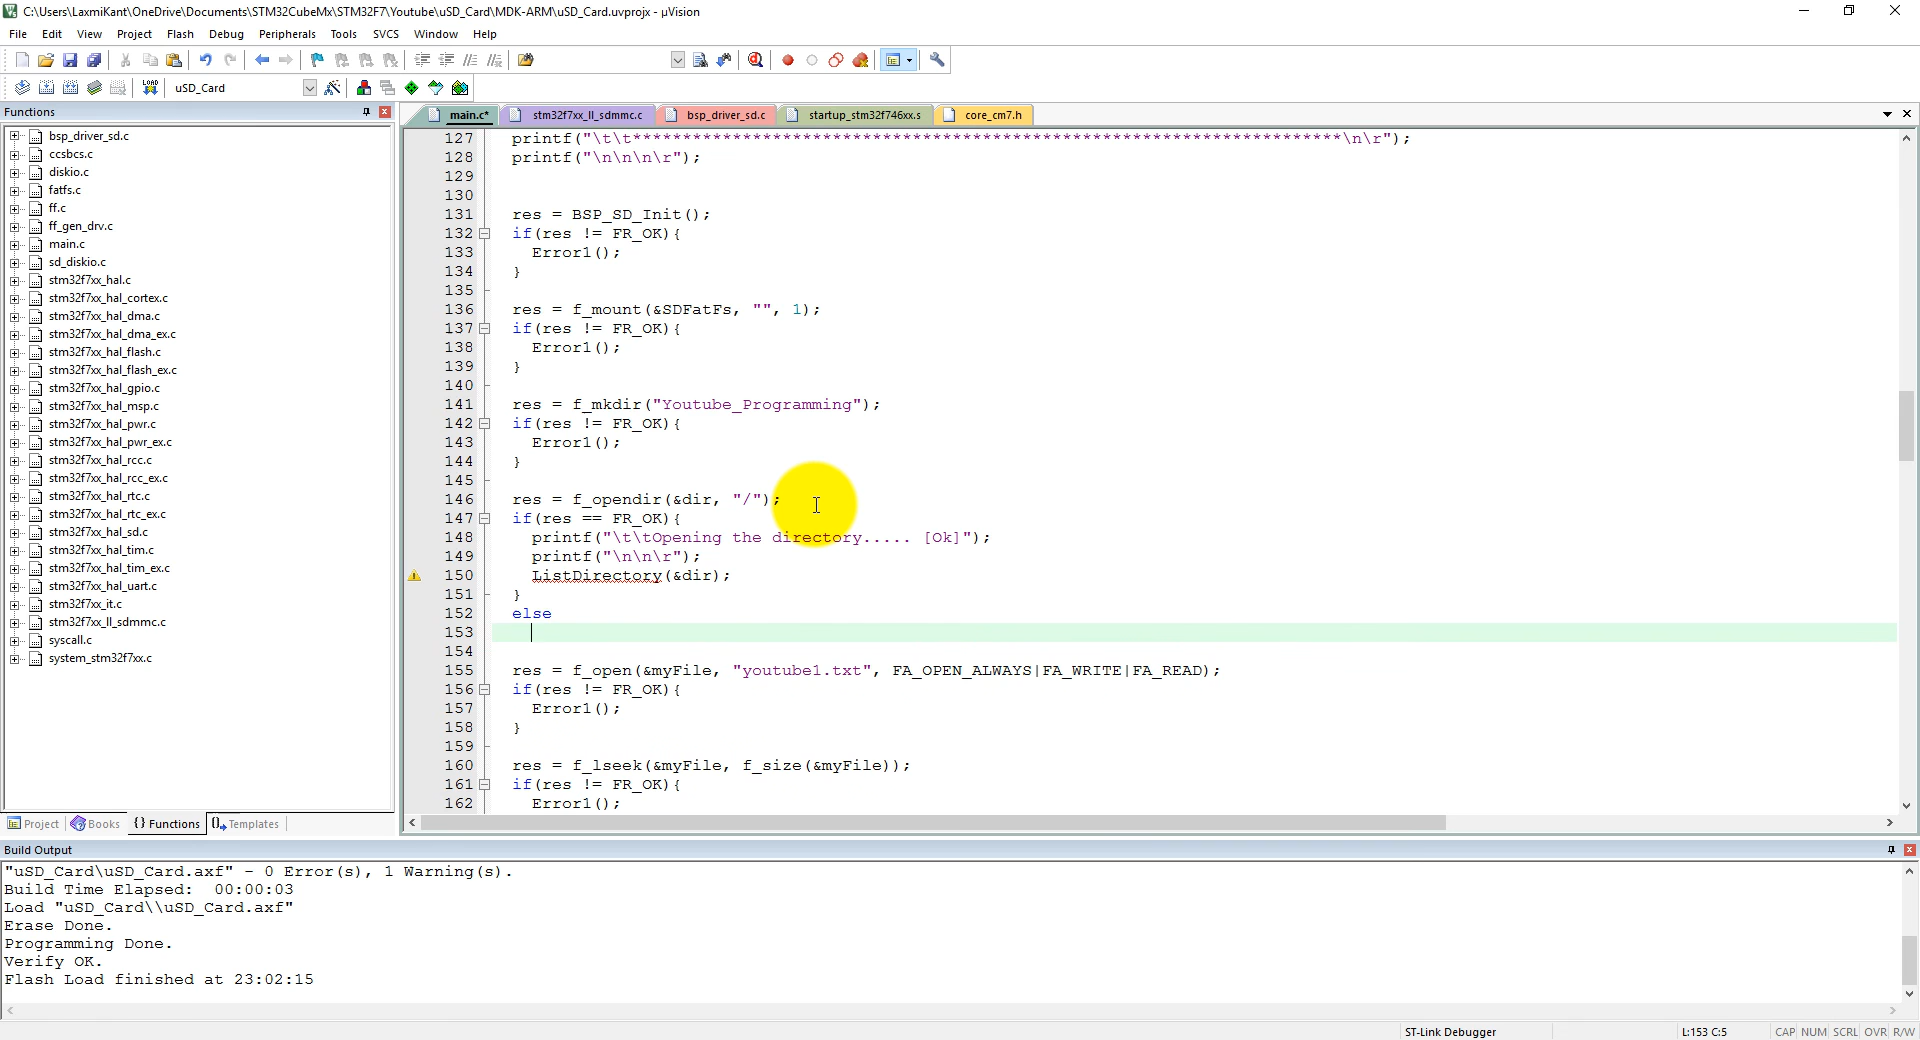 C:\Users\LaxmiKant\OneDrive\Documents\STM32CubeMx\STM32F7\Youtube\uSD_Card\MDK-ARM\uSD_Card.uvprojx - µVision
File Edit View Project Flash Debug Peripherals Tools SVCS Window Help
LOAD uSD_Card
Functions
bsp_driver_sd.c
ccsbcs.c
diskio.c
fatfs.c
ff.c
ff_gen_drv.c
main.c
sd_diskio.c
stm32f7xx_hal.c
stm32f7xx_hal_cortex.c
stm32f7xx_hal_dma.c
stm32f7xx_hal_dma_ex.c
stm32f7xx_hal_flash.c
stm32f7xx_hal_flash_ex.c
stm32f7xx_hal_gpio.c
stm32f7xx_hal_msp.c
stm32f7xx_hal_pwr.c
stm32f7xx_hal_pwr_ex.c
stm32f7xx_hal_rcc.c
stm32f7xx_hal_rcc_ex.c
stm32f7xx_hal_rtc.c
stm32f7xx_hal_rtc_ex.c
stm32f7xx_hal_sd.c
stm32f7xx_hal_tim.c
stm32f7xx_hal_tim_ex.c
stm32f7xx_hal_uart.c
stm32f7xx_it.c
stm32f7xx_ll_sdmmc.c
syscall.c
system_stm32f7xx.c
Project Books {} Functions Templates
main.c* stm32f7xx_ll_sdmmc.c bsp_driver_sd.c startup_stm32f746xx.s core_cm7.h
127 printf("\t\t***********************************************************************\n\r");
128 printf("\n\n\n\r");
129
130
131 res = BSP_SD_Init();
132 if(res != FR_OK){
133 Error1();
134 }
135
136 res = f_mount(&SDFatFs, "", 1);
137 if(res != FR_OK){
138 Error1();
139 }
140
141 res = f_mkdir("Youtube_Programming");
142 if(res != FR_OK){
143 Error1();
144 }
145
146 res = f_opendir(&dir, "/");
147 if(res == FR_OK){
148 printf("\t\tOpening the directory..... [Ok]");
149 printf("\n\n\r");
150 ListDirectory(&dir);
151 }
152 else
153
154
155 res = f_open(&myFile, "youtube1.txt", FA_OPEN_ALWAYS|FA_WRITE|FA_READ);
156 if(res != FR_OK){
157 Error1();
158 }
159
160 res = f_lseek(&myFile, f_size(&myFile));
161 if(res != FR_OK){
162 Error1();
Build Output
"uSD_Card\uSD_Card.axf" - 0 Error(s), 1 Warning(s).
Build Time Elapsed: 00:00:03
Load "uSD_Card\\uSD_Card.axf"
Erase Done.
Programming Done.
Verify OK.
Flash Load finished at 23:02:15
ST-Link Debugger L:153 C:5 CAP NUM SCRL OVR R/W